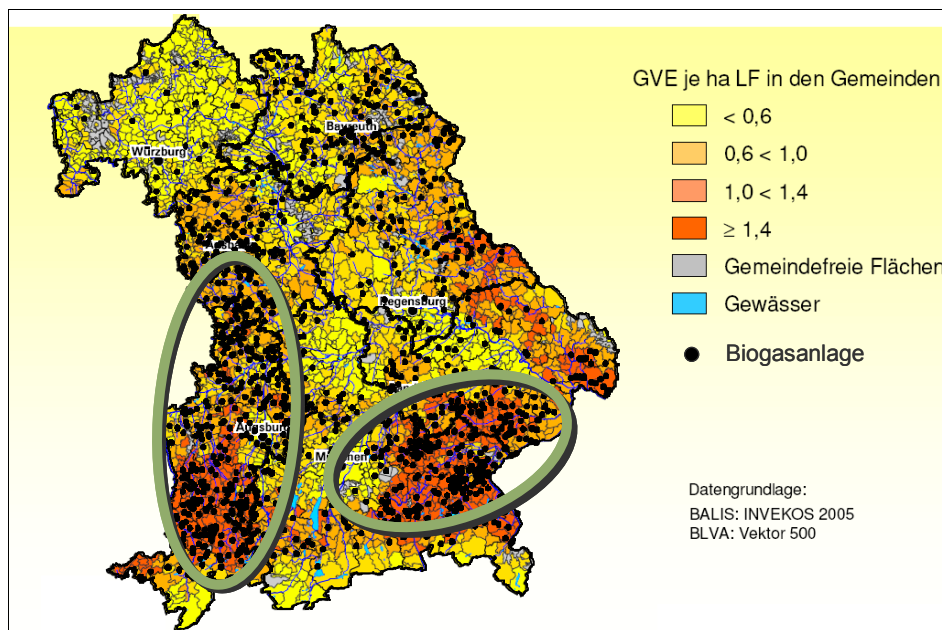 GVE je ha LF in den Gemeinden
< 0,6
0,6 < 1,0
1,0 < 1,4
≥ 1,4
Gemeindefreie Flächen
Gewässer
Biogasanlage
Datengrundlage:
BALIS: INVEKOS 2005
BLVA: Vektor 500
Bayreuth
Würzburg
Regensburg
Augsburg